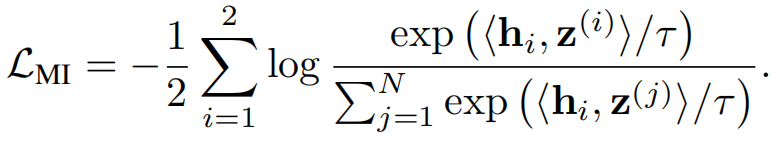 \mathcal{L}_{\text{MI}} = -\frac{1}{2} \sum_{i=1}^{2} \log \frac{\exp\left(\langle \mathbf{h}_i, \mathbf{z}^{(i)} \rangle / \tau\right)}{\sum_{j=1}^{N} \exp\left(\langle \mathbf{h}_i, \mathbf{z}^{(j)} \rangle / \tau\right)}.